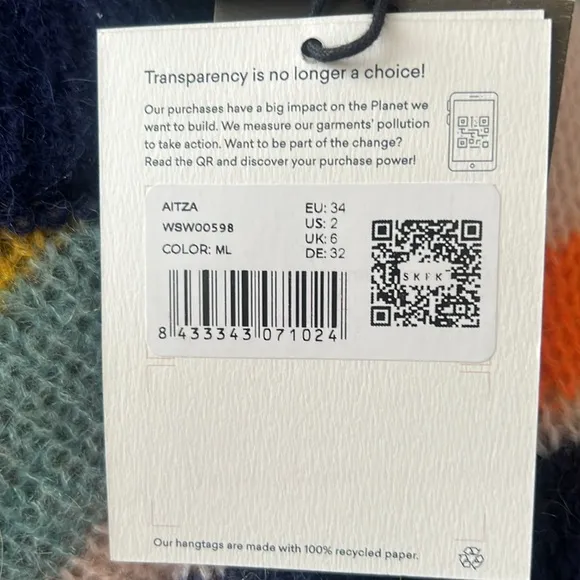 Transparency is no longer a choice!
Our purchases have a big impact on the Planet we
want to build. We measure our garments' pollution
to take action. Want to be part of the change?
Read the QR and discover your purchase power!
AITZA
WSW00598
COLOR: ML
EU: 34
US: 2
UK: 6
DE: 32
SKFK
8 433343 071024
Our hangtags are made with 100% recycled paper.